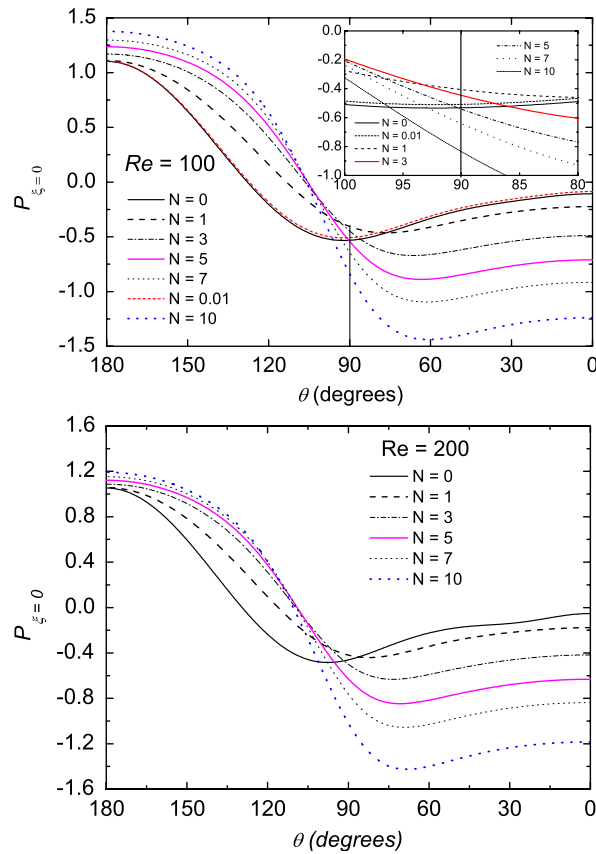 1.5
1.0
0.5
0.0
-0.5
-1.0
-1.5
P ξ = 0
Re = 100
N = 0
N = 1
N = 3
N = 5
N = 7
N = 0.01
N = 10
180 150 120 90 60 30 0
θ (degrees)
0.0
-0.2
-0.4
-0.6
-0.8
-1.0
N = 5
N = 7
N = 10
N = 0
N = 0.01
N = 1
N = 3
100 95 90 85 80
1.6
1.2
0.8
0.4
0.0
-0.4
-0.8
-1.2
-1.6
P ξ = 0
Re = 200
N = 0
N = 1
N = 3
N = 5
N = 7
N = 10
180 150 120 90 60 30 0
θ (degrees)